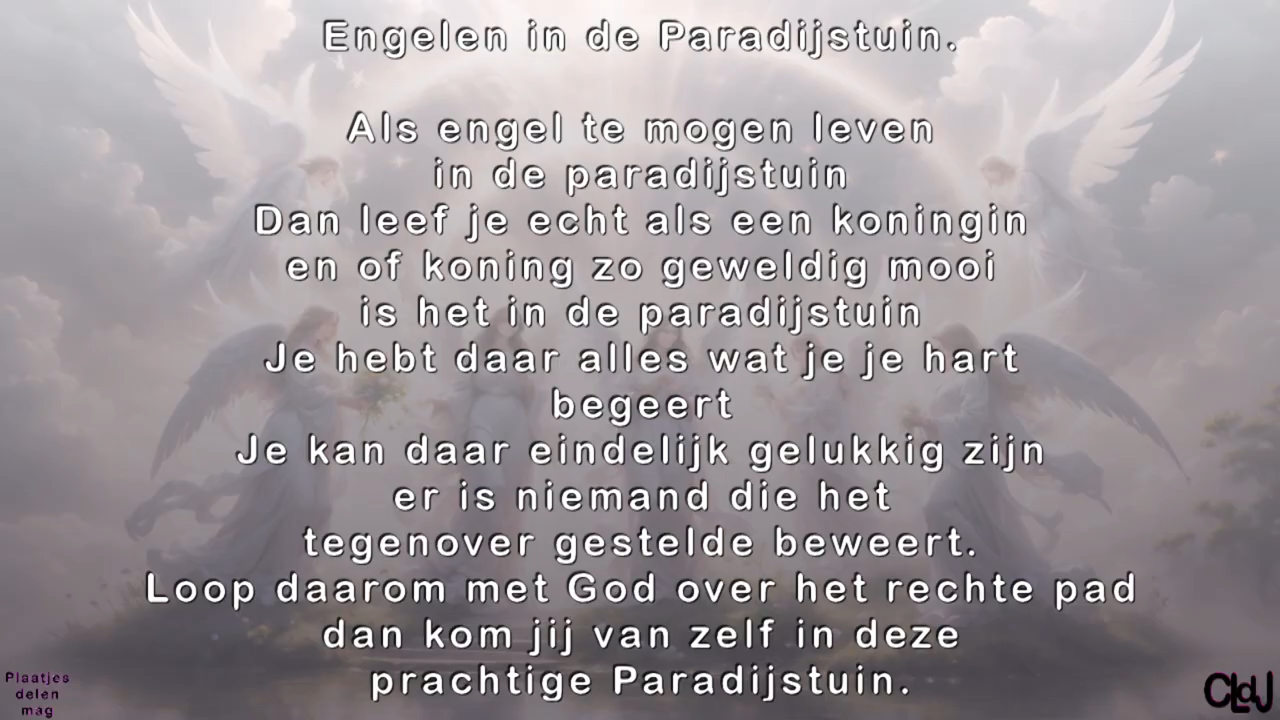 Engelen in de Paradijstuin.
Als engel te mogen leven
in de paradijstuin
Dan leef je echt als een koningin
en of koning zo geweldig mooi
is het in de paradijstuin
Je hebt daar alles wat je je hart
begeert
Je kan daar eindelijk gelukkig zijn
er is niemand die het
tegenover gestelde beweert.
Loop daarom met God over het rechte pad
dan kom jij van zelf in deze
prachtige Paradijstuin.
Plaatjes
delen
mag
CLdJ